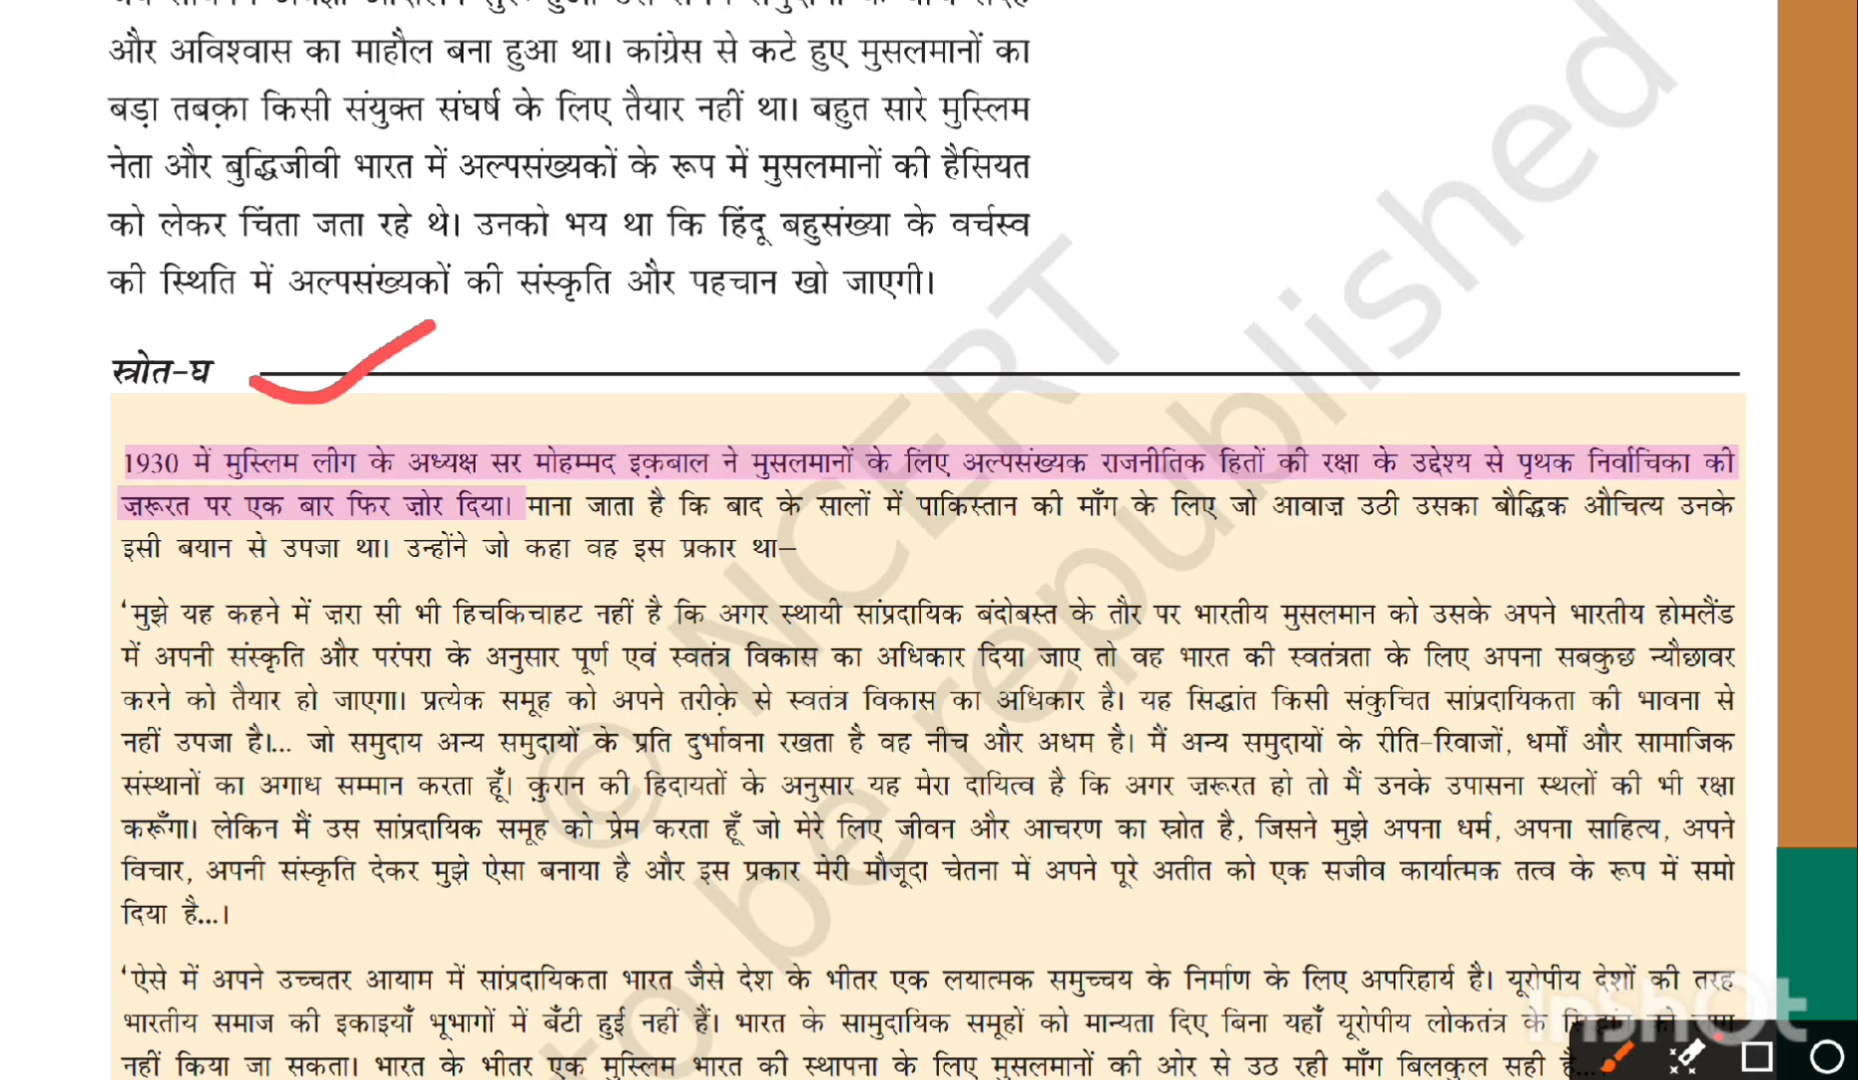 और अविश्वास का माहौल बना हुआ था। कांग्रेस से कटे हुए मुसलमानों का
बड़ा तबक़ा किसी संयुक्त संघर्ष के लिए तैयार नहीं था। बहुत सारे मुस्लिम
नेता और बुद्धिजीवी भारत में अल्पसंख्यकों के रूप में मुसलमानों की हैसियत
को लेकर चिंता जता रहे थे। उनको भय था कि हिंदू बहुसंख्या के वर्चस्व
की स्थिति में अल्पसंख्यकों की संस्कृति और पहचान खो जाएगी।
स्त्रोत-घ
1930 में मुस्लिम लीग के अध्यक्ष सर मोहम्मद इक़बाल ने मुसलमानों के लिए अल्पसंख्यक राजनीतिक हितों की रक्षा के उद्देश्य से पृथक निर्वाचिका की
ज़रूरत पर एक बार फिर ज़ोर दिया। माना जाता है कि बाद के सालों में पाकिस्तान की माँग के लिए जो आवाज़ उठी उसका बौद्धिक औचित्य उनके
इसी बयान से उपजा था। उन्होंने जो कहा वह इस प्रकार था–
‘मुझे यह कहने में ज़रा सी भी हिचकिचाहट नहीं है कि अगर स्थायी सांप्रदायिक बंदोबस्त के तौर पर भारतीय मुसलमान को उसके अपने भारतीय होमलैंड
में अपनी संस्कृति और परंपरा के अनुसार पूर्ण एवं स्वतंत्र विकास का अधिकार दिया जाए तो वह भारत की स्वतंत्रता के लिए अपना सबकुछ न्यौछावर
करने को तैयार हो जाएगा। प्रत्येक समूह को अपने तरीक़े से स्वतंत्र विकास का अधिकार है। यह सिद्धांत किसी संकुचित सांप्रदायिकता की भावना से
नहीं उपजा है।... जो समुदाय अन्य समुदायों के प्रति दुर्भावना रखता है वह नीच और अधम है। मैं अन्य समुदायों के रीति-रिवाजों, धर्मों और सामाजिक
संस्थानों का अगाध सम्मान करता हूँ। क़ुरान की हिदायतों के अनुसार यह मेरा दायित्व है कि अगर ज़रूरत हो तो मैं उनके उपासना स्थलों की भी रक्षा
करूँगा। लेकिन मैं उस सांप्रदायिक समूह को प्रेम करता हूँ जो मेरे लिए जीवन और आचरण का स्रोत है, जिसने मुझे अपना धर्म, अपना साहित्य, अपने
विचार, अपनी संस्कृति देकर मुझे ऐसा बनाया है और इस प्रकार मेरी मौजूदा चेतना में अपने पूरे अतीत को एक सजीव कार्यात्मक तत्व के रूप में समो
दिया है...।
‘ऐसे में अपने उच्चतर आयाम में सांप्रदायिकता भारत जैसे देश के भीतर एक लयात्मक समुच्चय के निर्माण के लिए अपरिहार्य है। यूरोपीय देशों की तरह
भारतीय समाज की इकाइयाँ भूभागों में बँटी हुई नहीं हैं। भारत के सामुदायिक समूहों को मान्यता दिए बिना यहाँ यूरोपीय लोकतंत्र के
नहीं किया जा सकता। भारत के भीतर एक मुस्लिम भारत की स्थापना के लिए मुसलमानों की ओर से उठ रही माँग बिलकुल सही है...
© NCERT
to be republished
InShot